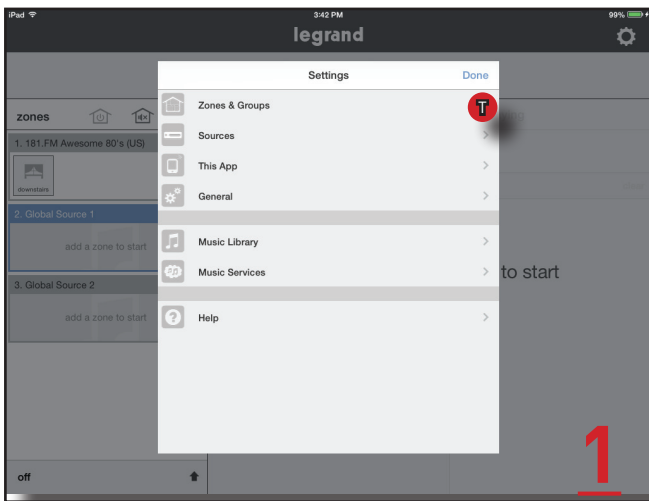 iPad 3:42 PM 99%
legrand
Settings Done
zones
Zones & Groups
T
Sources
1. 181.FM Awesome 80's (US)
This App
downstairs
General
2. Global Source 1
Music Library
add a zone to start
Music Services
to start
3. Global Source 2
add a zone to start
Help
1
off